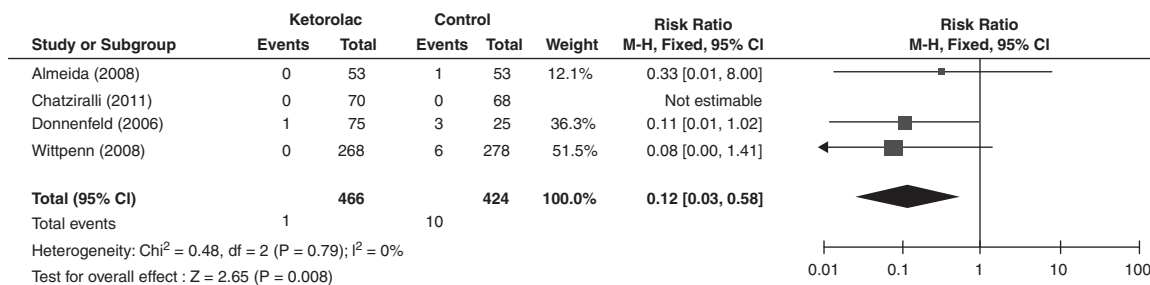 Ketorolac Control Risk Ratio Risk Ratio
Study or Subgroup Events Total Events Total Weight M-H, Fixed, 95% CI M-H, Fixed, 95% CI
Almeida (2008) 0 53 1 53 12.1% 0.33 [0.01, 8.00]
Chatziralli (2011) 0 70 0 68 Not estimable
Donnenfeld (2006) 1 75 3 25 36.3% 0.11 [0.01, 1.02]
Wittpenn (2008) 0 268 6 278 51.5% 0.08 [0.00, 1.41]
Total (95% CI) 466 424 100.0% 0.12 [0.03, 0.58]
Total events 1 10
Heterogeneity: Chi² = 0.48, df = 2 (P = 0.79); I² = 0%
Test for overall effect : Z = 2.65 (P = 0.008)
0.01 0.1 1 10 100